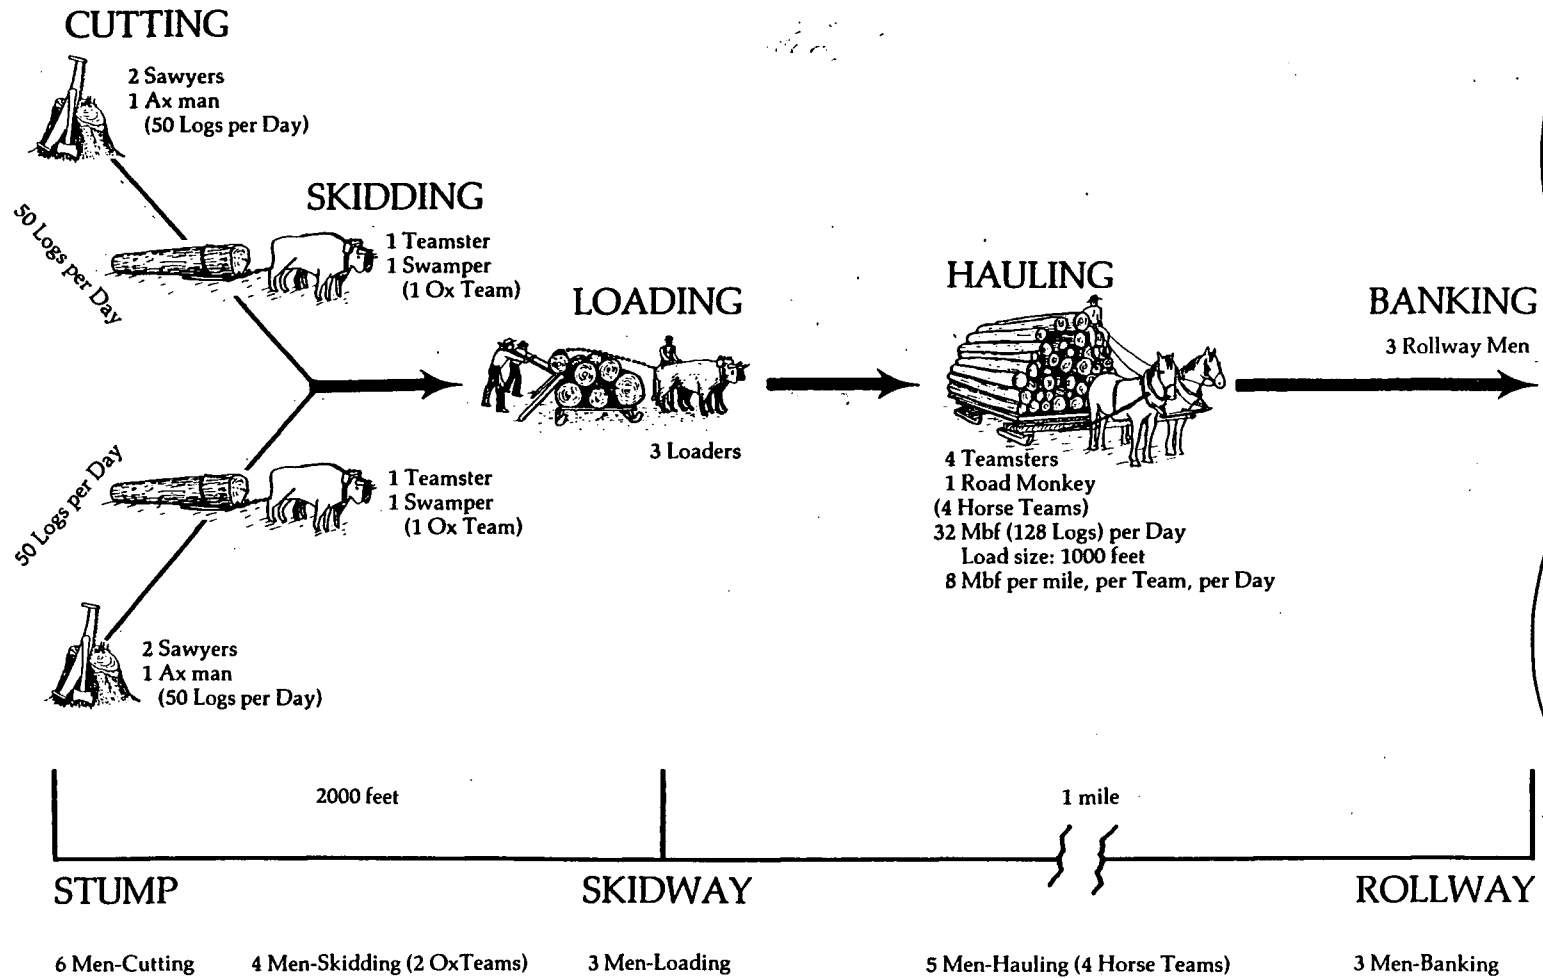 CUTTING
2 Sawyers
1 Ax man
(50 Logs per Day)
50 Logs per Day
SKIDDING
1 Teamster
1 Swamper
(1 Ox Team)
LOADING
3 Loaders
HAULING
4 Teamsters
1 Road Monkey
(4 Horse Teams)
32 Mbf (128 Logs) per Day
Load size: 1000 feet
8 Mbf per mile, per Team, per Day
BANKING
3 Rollway Men
50 Logs per Day
1 Teamster
1 Swamper
(1 Ox Team)
2 Sawyers
1 Ax man
(50 Logs per Day)
2000 feet
1 mile
STUMP
SKIDWAY
ROLLWAY
6 Men-Cutting
4 Men-Skidding (2 OxTeams)
3 Men-Loading
5 Men-Hauling (4 Horse Teams)
3 Men-Banking